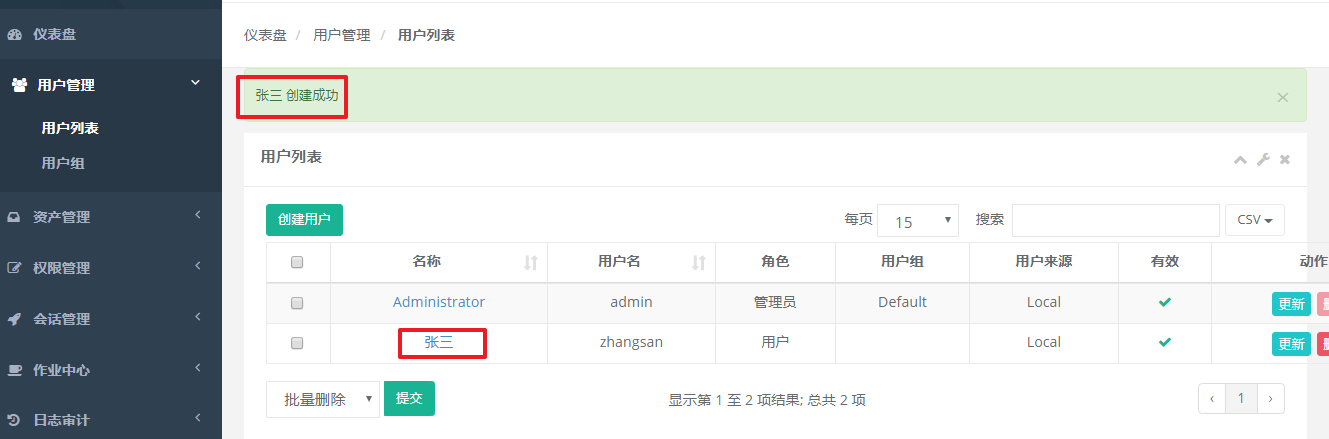 仪表盘
用户管理
用户列表
用户组
资产管理
权限管理
会话管理
作业中心
日志审计
仪表盘 / 用户管理 / 用户列表
张三 创建成功 ×
用户列表
创建用户 每页 15 搜索 CSV
名称 用户名 角色 用户组 用户来源 有效 动作
Administrator admin 管理员 Default Local 更新
张三 zhangsan 用户 Local 更新
批量删除 提交 显示第 1 至 2 项结果; 总共 2 项 ‹ 1 ›